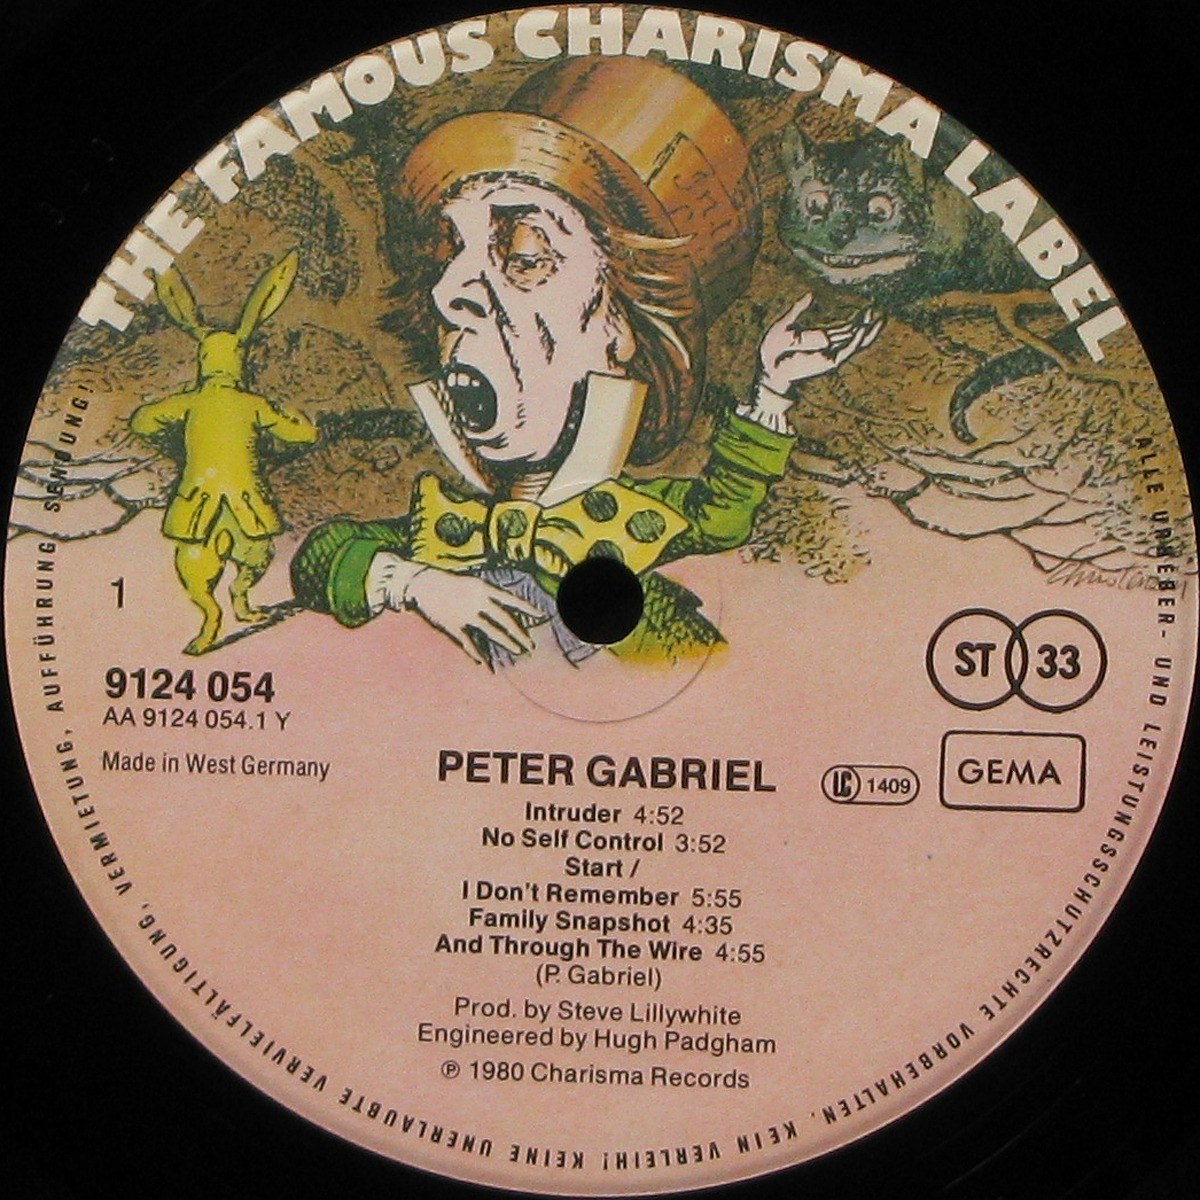 THE FAMOUS CHARISMA LABEL
1
9124 054
AA 9124 054.1 Y
Made in West Germany
ST 33
GEMA
LC 1409
PETER GABRIEL
Intruder 4:52
No Self Control 3:52
Start /
I Don't Remember 5:55
Family Snapshot 4:35
And Through The Wire 4:55
(P. Gabriel)
Prod. by Steve Lillywhite
Engineered by Hugh Padgham
℗ 1980 Charisma Records
ALLE URHEBER- UND LEISTUNGSSCHUTZRECHTE VORBEHALTEN, KEIN VERLEIH! KEINE UNERLAUBTE VERVIELFÄLTIGUNG, VERMIETUNG, AUFFÜHRUNG SENDUNG!